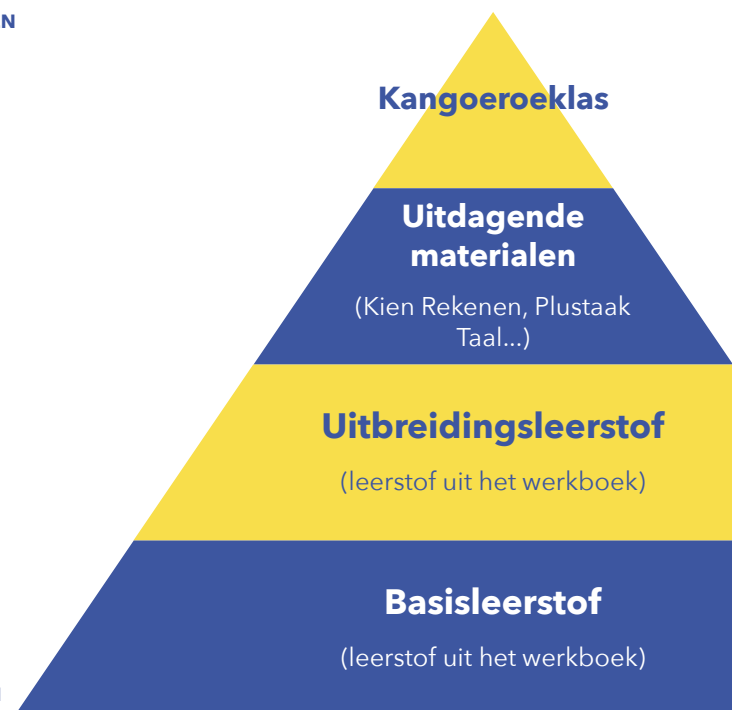 N
Kangoeroeklas
Uitdagende
materialen
(Kien Rekenen, Plustaak
Taal...)
Uitbreidingsleerstof
(leerstof uit het werkboek)
Basisleerstof
(leerstof uit het werkboek)